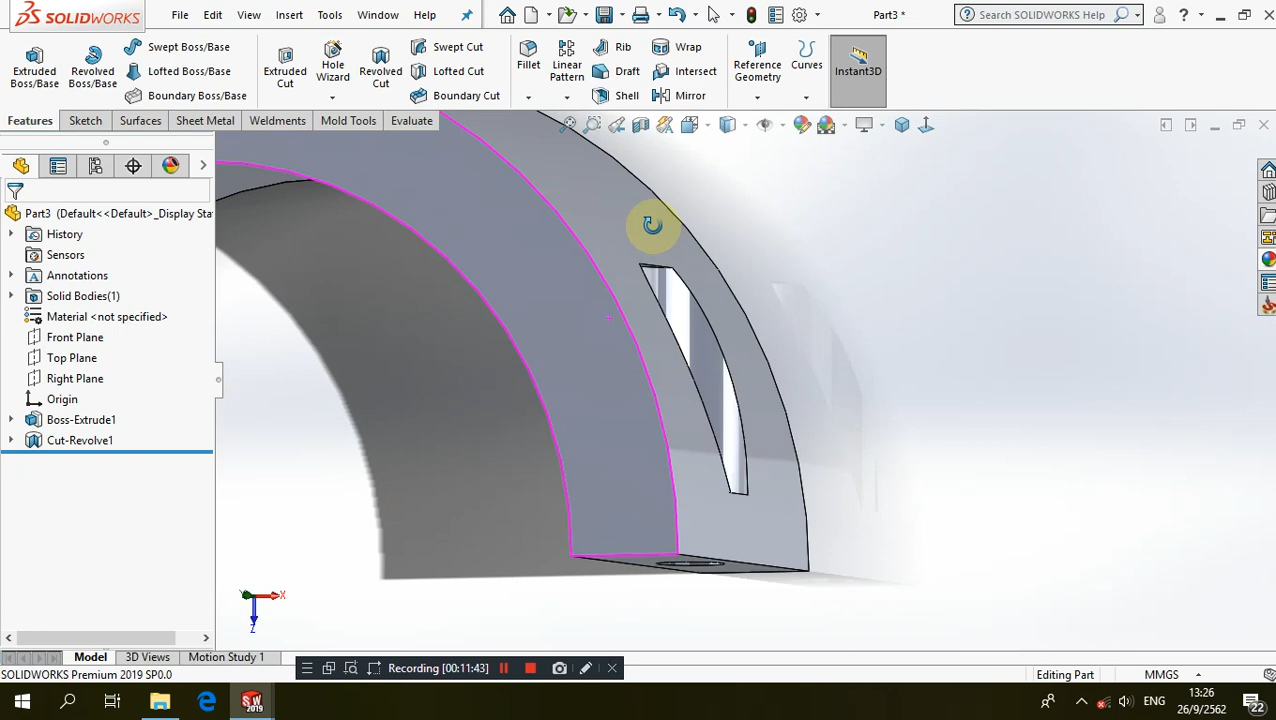 SOLIDWORKS File Edit View Insert Tools Window Help Part3 * Search SOLIDWORKS Help ?
Extruded Boss/Base Revolved Boss/Base Swept Boss/Base Lofted Boss/Base Boundary Boss/Base
Extruded Cut Hole Wizard Revolved Cut Swept Cut Lofted Cut Boundary Cut
Fillet Linear Pattern Rib Draft Shell Wrap Intersect Mirror
Reference Geometry Curves Instant3D
Features Sketch Surfaces Sheet Metal Weldments Mold Tools Evaluate
Part3 (Default<<Default>_Display Sta
History
Sensors
Annotations
Solid Bodies(1)
Material <not specified>
Front Plane
Top Plane
Right Plane
Origin
Boss-Extrude1
Cut-Revolve1
X
Z
Model 3D Views Motion Study 1
Recording [00:11:43]
SOLIDWORKS Premium 2019 SP0.0 Editing Part MMGS
SW 2019
ENG
13:26
26/9/2562
22